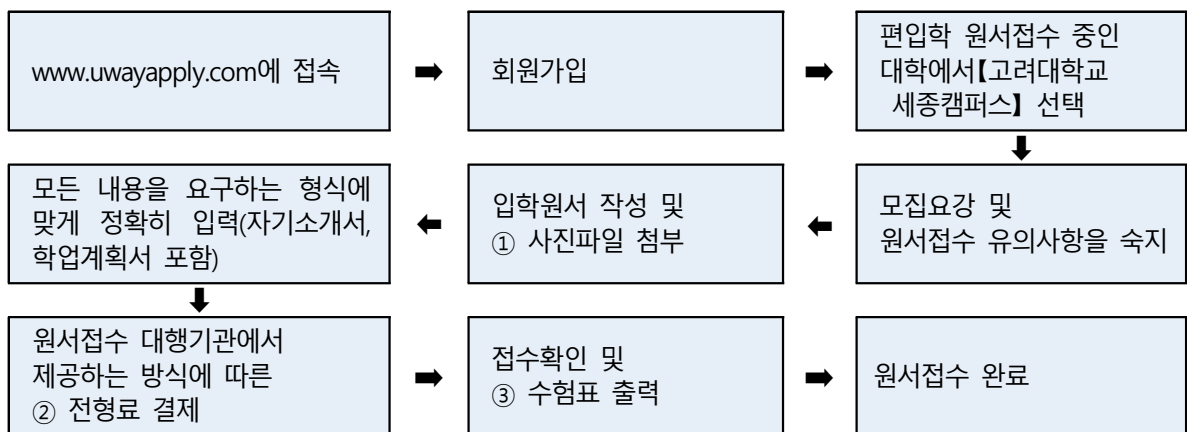 www.uwayapply.com에 접속
회원가입
편입학 원서접수 중인
대학에서【고려대학교
세종캠퍼스】 선택
모집요강 및
원서접수 유의사항을 숙지
입학원서 작성 및
① 사진파일 첨부
모든 내용을 요구하는 형식에
맞게 정확히 입력(자기소개서,
학업계획서 포함)
원서접수 대행기관에서
제공하는 방식에 따른
② 전형료 결제
접수확인 및
③ 수험표 출력
원서접수 완료